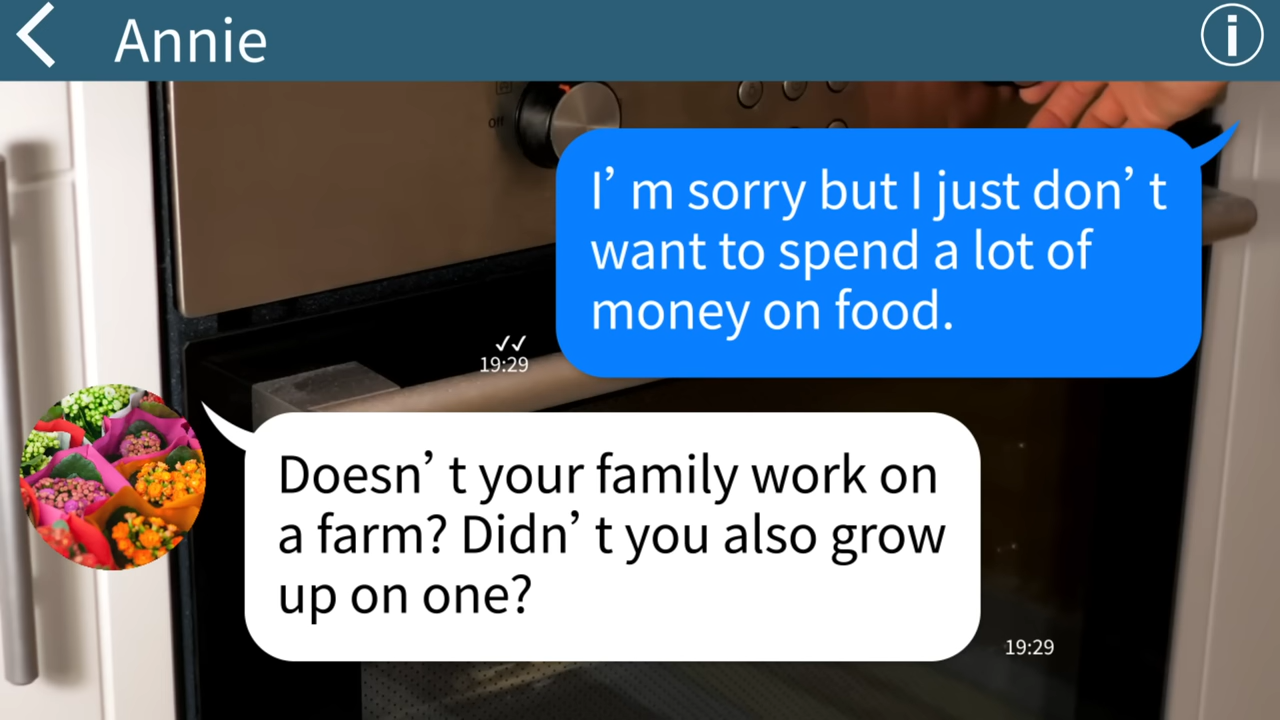 Annie
i
Off
I’m sorry but I just don’t
want to spend a lot of
money on food.
19:29
Doesn’t your family work on
a farm? Didn’t you also grow
up on one?
19:29